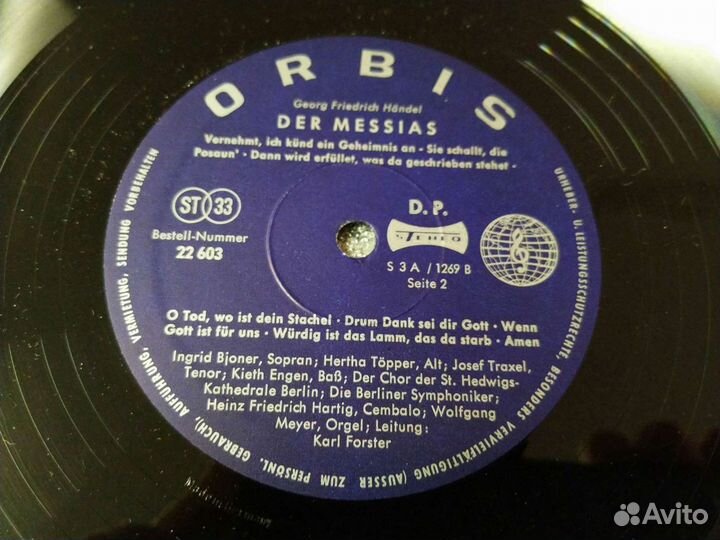 ORBIS
Georg Friedrich Händel
DER MESSIAS
Vernehmt, ich künd ein Geheimnis an - Sie schallt, die
Posaun' - Dann wird erfüllet, was da geschrieben stehet -
ST 33
Bestell-Nummer
22 603
D. P.
STEREO
S 3 A / 1269 B
Seite 2
O Tod, wo ist dein Stachel · Drum Dank sei dir Gott · Wenn
Gott ist für uns · Würdig ist das Lamm, das da starb · Amen
Ingrid Bjoner, Sopran; Hertha Töpper, Alt; Josef Traxel,
Tenor; Kieth Engen, Baß; Der Chor der St. Hedwigs-
Kathedrale Berlin; Die Berliner Symphoniker;
Heinz Friedrich Hartig, Cembalo; Wolfgang
Meyer, Orgel; Leitung:
Karl Forster
URHEBER- U. LEISTUNGSSCHUTZRECHTE, BESONDERS VERVIELFÄLTIGUNG (AUSSER ZUM PERSÖNL. GEBRAUCH), AUFFÜHRUNG, VERMIETUNG, SENDUNG VORBEHALTEN
Avito